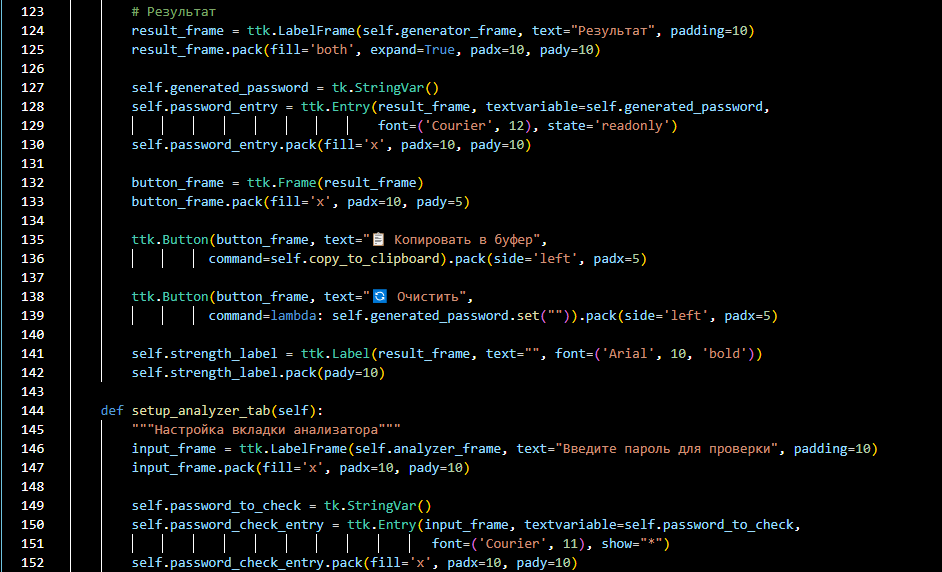 123 # Результат
124 result_frame = ttk.LabelFrame(self.generator_frame, text="Результат", padding=10)
125 result_frame.pack(fill='both', expand=True, padx=10, pady=10)
126
127 self.generated_password = tk.StringVar()
128 self.password_entry = ttk.Entry(result_frame, textvariable=self.generated_password,
129 font=('Courier', 12), state='readonly')
130 self.password_entry.pack(fill='x', padx=10, pady=10)
131
132 button_frame = ttk.Frame(result_frame)
133 button_frame.pack(fill='x', padx=10, pady=5)
134
135 ttk.Button(button_frame, text="📋 Копировать в буфер",
136 command=self.copy_to_clipboard).pack(side='left', padx=5)
137
138 ttk.Button(button_frame, text="🔄 Очистить",
139 command=lambda: self.generated_password.set("")).pack(side='left', padx=5)
140
141 self.strength_label = ttk.Label(result_frame, text="", font=('Arial', 10, 'bold'))
142 self.strength_label.pack(pady=10)
143
144 def setup_analyzer_tab(self):
145 """Настройка вкладки анализатора"""
146 input_frame = ttk.LabelFrame(self.analyzer_frame, text="Введите пароль для проверки", padding=10)
147 input_frame.pack(fill='x', padx=10, pady=10)
148
149 self.password_to_check = tk.StringVar()
150 self.password_check_entry = ttk.Entry(input_frame, textvariable=self.password_to_check,
151 font=('Courier', 11), show="*")
152 self.password_check_entry.pack(fill='x', padx=10, pady=10)